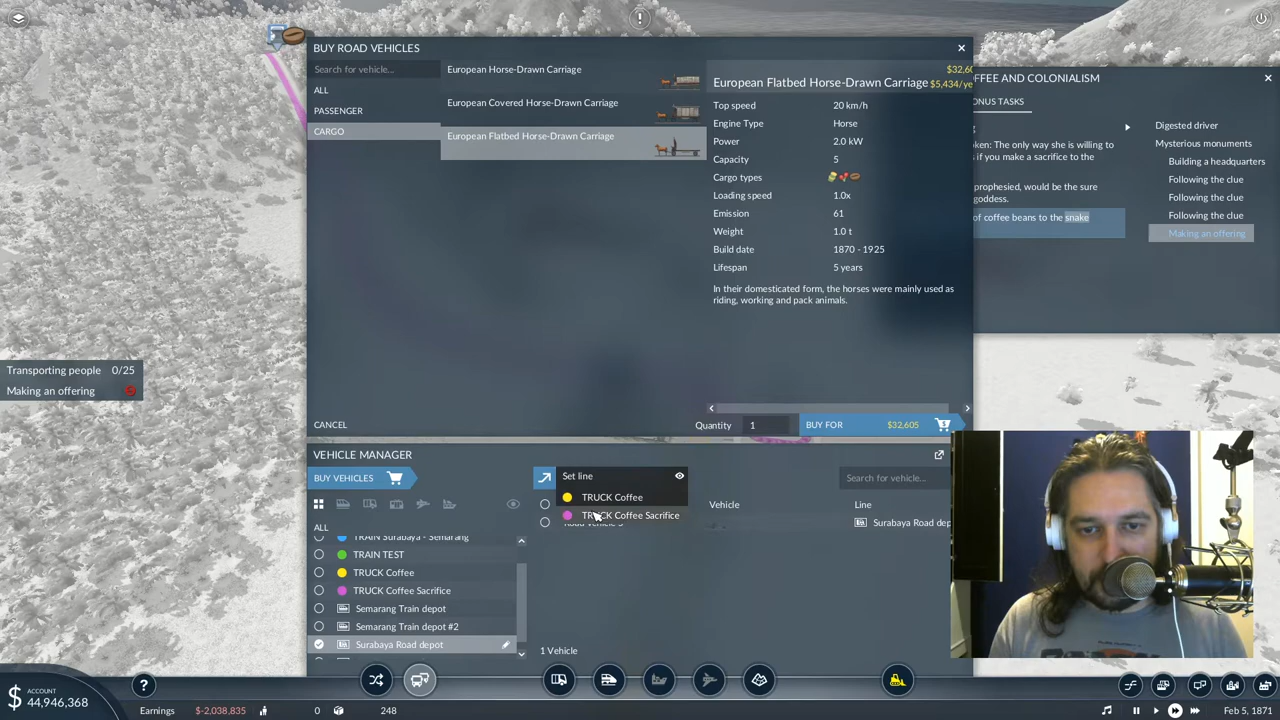 BUY ROAD VEHICLES
Search for vehicle...
ALL
PASSENGER
CARGO
European Horse-Drawn Carriage
European Covered Horse-Drawn Carriage
European Flatbed Horse-Drawn Carriage
$32,60
European Flatbed Horse-Drawn Carriage $5,434/ye
Top speed 20 km/h
Engine Type Horse
Power 2.0 kW
Capacity 5
Cargo types
Loading speed 1.0x
Emission 61
Weight 1.0 t
Build date 1870 - 1925
Lifespan 5 years
In their domesticated form, the horses were mainly used as
riding, working and pack animals.
CANCEL
Quantity 1 BUY FOR $32,605
FFEE AND COLONIALISM
ONUS TASKS
oken: The only way she is willing to
if you make a sacrifice to the
prophesied, would be the sure
goddess.
of coffee beans to the snake
Digested driver
Mysterious monuments
Building a headquarters
Following the clue
Following the clue
Following the clue
Making an offering
Transporting people 0/25
Making an offering
VEHICLE MANAGER
BUY VEHICLES
ALL
TRAIN Surabaya - Semarang
TRAIN TEST
TRUCK Coffee
TRUCK Coffee Sacrifice
Semarang Train depot
Semarang Train depot #2
Surabaya Road depot
Set line
TRUCK Coffee
TRUCK Coffee Sacrifice
Search for vehicle...
Vehicle Line
Surabaya Road dep
1 Vehicle
$ ACCOUNT
44,946,368
?
Earnings $-2,038,835 0 248
Feb 5, 1871